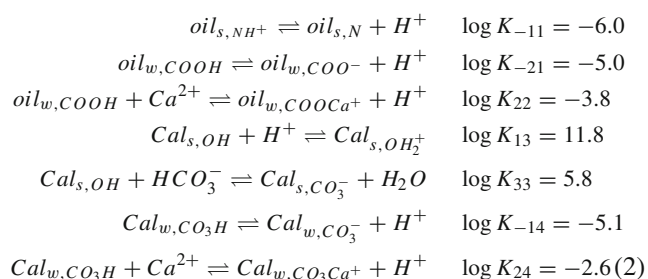 oil_{s,NH^+} ⇌ oil_{s,N} + H^+   log K_{−11} = −6.0
oil_{w,COOH} ⇌ oil_{w,COO^-} + H^+   log K_{−21} = −5.0
oil_{w,COOH} + Ca^{2+} ⇌ oil_{w,COOCa^+} + H^+   log K_{22} = −3.8
Cal_{s,OH} + H^+ ⇌ Cal_{s,OH_2^+}   log K_{13} = 11.8
Cal_{s,OH} + HCO_3^- ⇌ Cal_{s,CO_3^-} + H_2O   log K_{33} = 5.8
Cal_{w,CO_3H} ⇌ Cal_{w,CO_3^-} + H^+   log K_{−14} = −5.1
Cal_{w,CO_3H} + Ca^{2+} ⇌ Cal_{w,CO_3Ca^+} + H^+   log K_{24} = −2.6 (2)